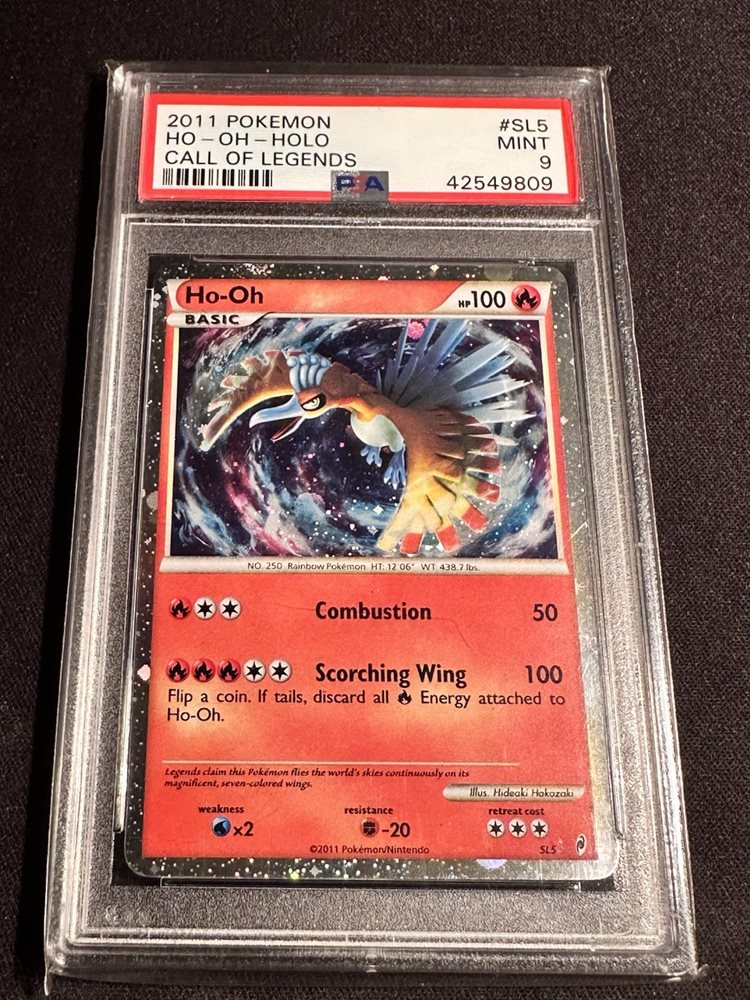 2011 POKEMON #SL5
HO-OH-HOLO MINT
CALL OF LEGENDS 9
PSA 42549809
Ho-Oh HP100
BASIC
NO. 250 Rainbow Pokémon HT: 12'06" WT: 438.7 lbs.
Combustion 50
Scorching Wing 100
Flip a coin. If tails, discard all Energy attached to
Ho-Oh.
Legends claim this Pokémon flies the world's skies continuously on its
magnificent, seven-colored wings.
Illus. Hideaki Hakozaki
weakness resistance retreat cost
x2 -20
©2011 Pokémon/Nintendo SL5